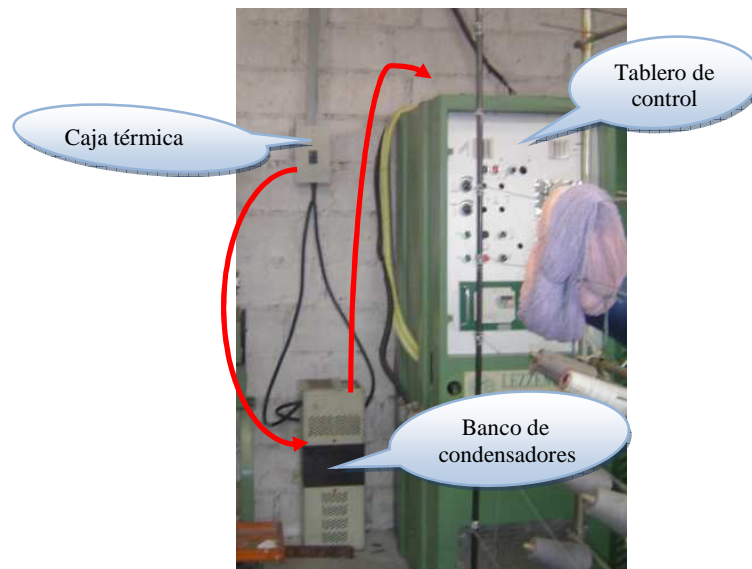 Tablero de
control
Caja térmica
Banco de
condensadores